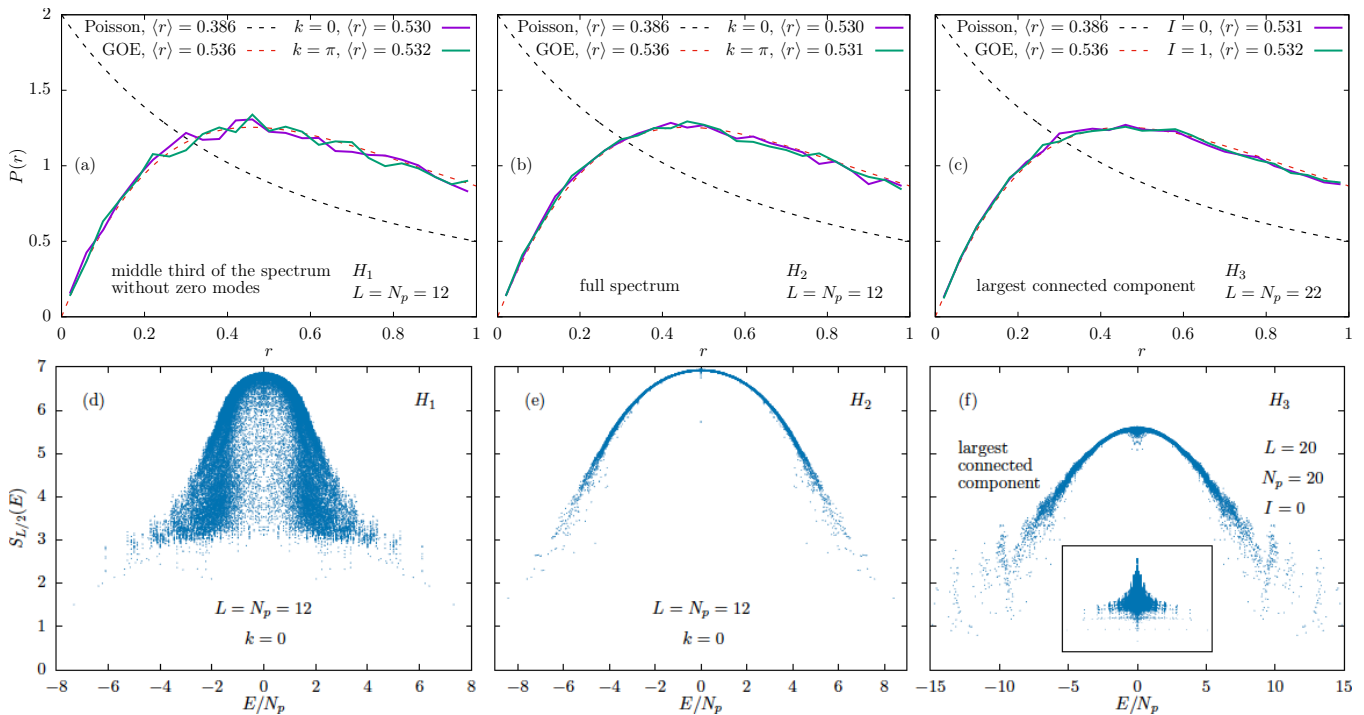 Poisson, ⟨r⟩ = 0.386 k = 0, ⟨r⟩ = 0.530
GOE, ⟨r⟩ = 0.536 k = π, ⟨r⟩ = 0.532
2
1.5
1
0.5
0
P(r)
(a)
middle third of the spectrum
without zero modes
H₁
L = Nₚ = 12
0 0.2 0.4 0.6 0.8 1
r
Poisson, ⟨r⟩ = 0.386 k = 0, ⟨r⟩ = 0.530
GOE, ⟨r⟩ = 0.536 k = π, ⟨r⟩ = 0.531
(b)
full spectrum
H₂
L = Nₚ = 12
0 0.2 0.4 0.6 0.8 1
r
Poisson, ⟨r⟩ = 0.386 I = 0, ⟨r⟩ = 0.531
GOE, ⟨r⟩ = 0.536 I = 1, ⟨r⟩ = 0.532
(c)
largest connected component
H₃
L = Nₚ = 22
0 0.2 0.4 0.6 0.8 1
r
7
6
5
4
3
2
1
0
S_{L/2}(E)
(d)
H₁
L = Nₚ = 12
k = 0
−8 −6 −4 −2 0 2 4 6 8
E/Nₚ
(e)
H₂
L = Nₚ = 12
k = 0
−8 −6 −4 −2 0 2 4 6 8
E/Nₚ
(f)
H₃
largest
connected
component
L = 20
Nₚ = 20
I = 0
−15 −10 −5 0 5 10 15
E/Nₚ